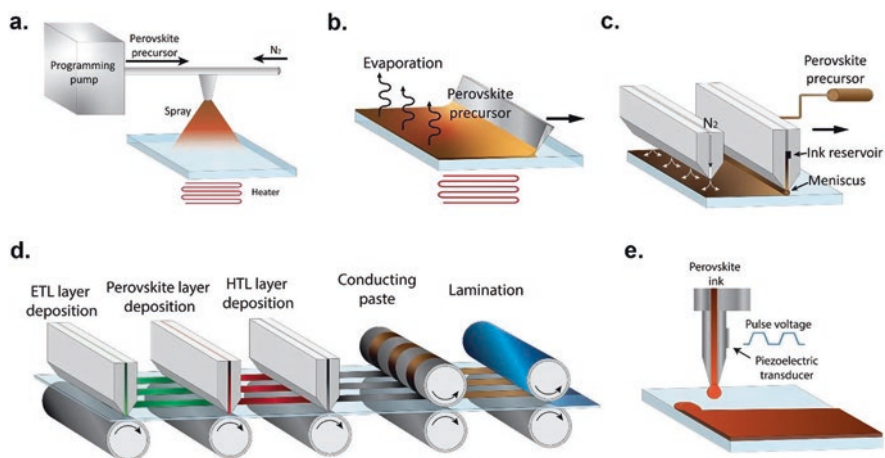 a.
Programming
pump
Perovskite
precursor
N₂
Spray
Heater
b.
Evaporation
Perovskite
precursor
c.
Perovskite
precursor
N2
Ink reservoir
Meniscus
d.
ETL layer
deposition
Perovskite layer
deposition
HTL layer
deposition
Conducting
paste
Lamination
e.
Perovskite
ink
Pulse voltage
Piezoelectric
transducer